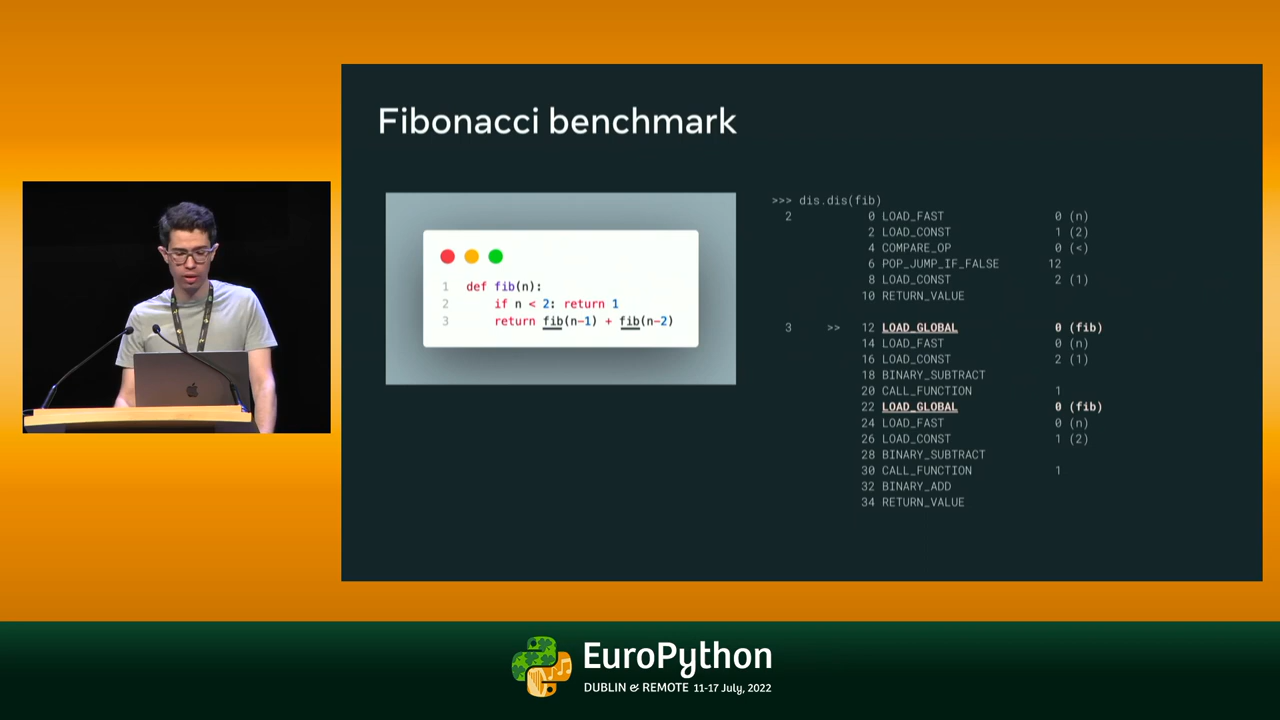 Fibonacci benchmark
1 def fib(n):
2 if n < 2: return 1
3 return fib(n-1) + fib(n-2)
>>> dis.dis(fib)
2 0 LOAD_FAST 0 (n)
2 LOAD_CONST 1 (2)
4 COMPARE_OP 0 (<)
6 POP_JUMP_IF_FALSE 12
8 LOAD_CONST 2 (1)
10 RETURN_VALUE
3 >> 12 LOAD_GLOBAL 0 (fib)
14 LOAD_FAST 0 (n)
16 LOAD_CONST 2 (1)
18 BINARY_SUBTRACT
20 CALL_FUNCTION 1
22 LOAD_GLOBAL 0 (fib)
24 LOAD_FAST 0 (n)
26 LOAD_CONST 1 (2)
28 BINARY_SUBTRACT
30 CALL_FUNCTION 1
32 BINARY_ADD
34 RETURN_VALUE
EuroPython
DUBLIN & REMOTE 11-17 July, 2022